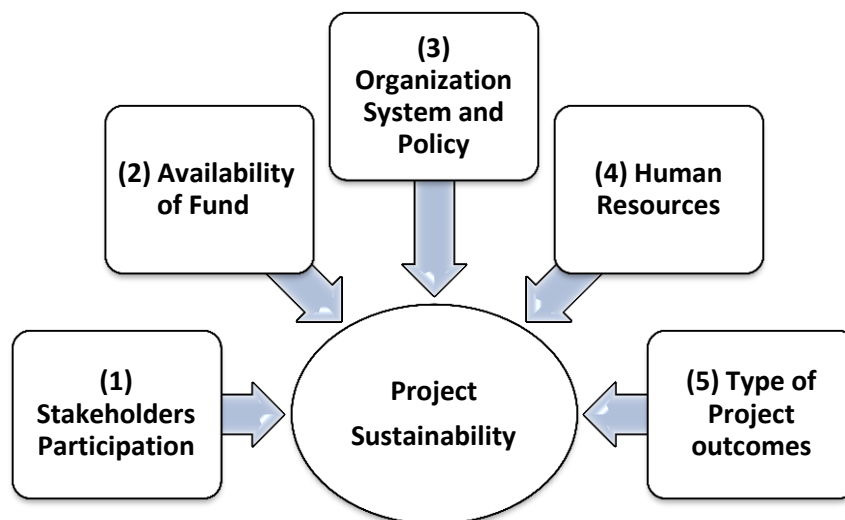 (1)
Stakeholders
Participation
(2) Availability
of Fund
(3)
Organization
System and
Policy
(4) Human
Resources
(5) Type of
Project
outcomes
Project
Sustainability